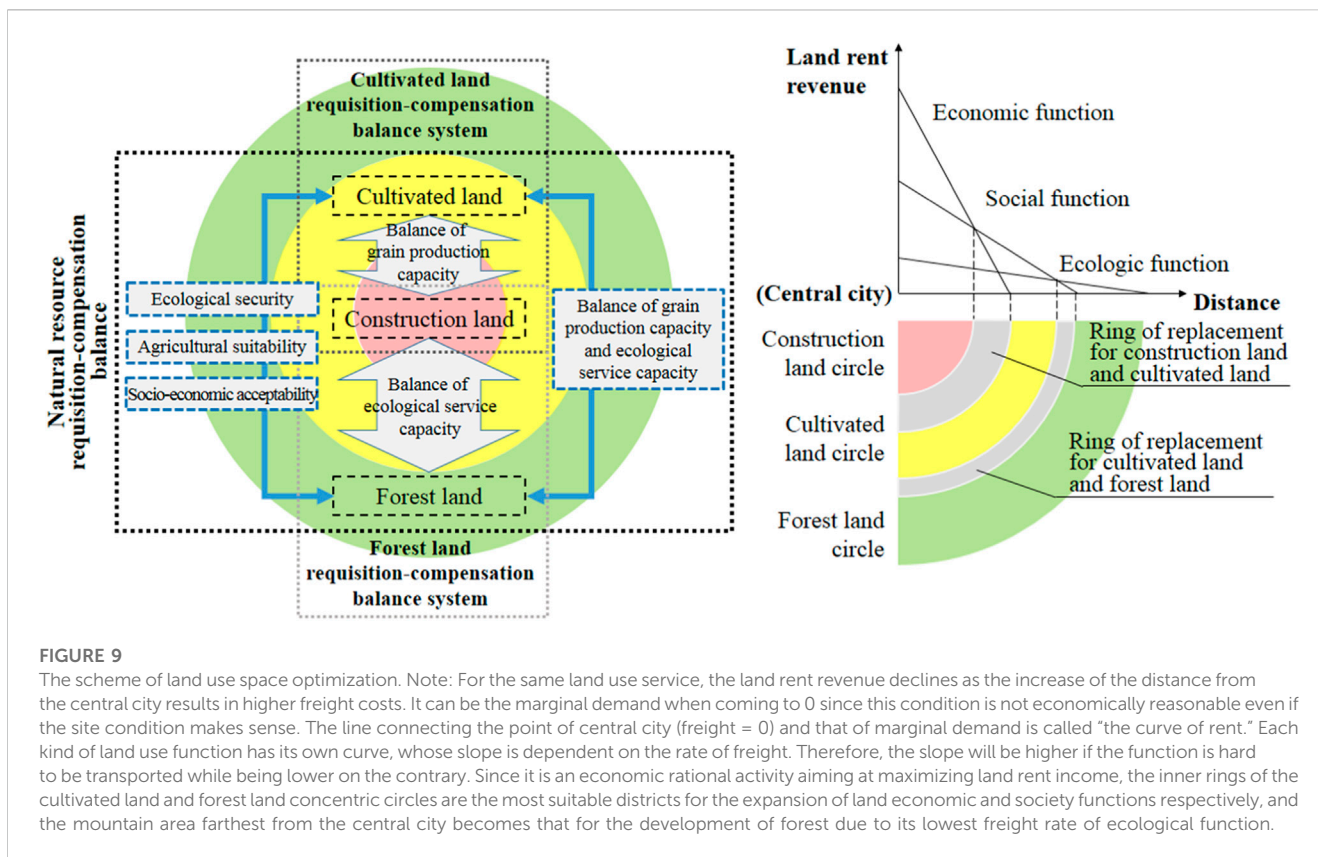 Cultivated land
requisition-compensation
balance system
Natural resource
requisition-compensation
balance
Cultivated land
Balance of
grain production
capacity
Ecological security
Agricultural suitability
Socio-economic acceptability
Construction land
Balance of grain
production capacity
and ecological
service capacity
Balance of
ecological service
capacity
Forest land
Forest land
requisition-compensation
balance system
Land rent
revenue
Economic function
Social function
Ecologic function
(Central city)
Distance
Construction
land circle
Ring of replacement
for construction land
and cultivated land
Cultivated
land circle
Ring of replacement
for cultivated land
and forest land
Forest land
circle
FIGURE 9
The scheme of land use space optimization. Note: For the same land use service, the land rent revenue declines as the increase of the distance from
the central city results in higher freight costs. It can be the marginal demand when coming to 0 since this condition is not economically reasonable even if
the site condition makes sense. The line connecting the point of central city (freight = 0) and that of marginal demand is called “the curve of rent.” Each
kind of land use function has its own curve, whose slope is dependent on the rate of freight. Therefore, the slope will be higher if the function is hard
to be transported while being lower on the contrary. Since it is an economic rational activity aiming at maximizing land rent income, the inner rings of the
cultivated land and forest land concentric circles are the most suitable districts for the expansion of land economic and society functions respectively, and
the mountain area farthest from the central city becomes that for the development of forest due to its lowest freight rate of ecological function.